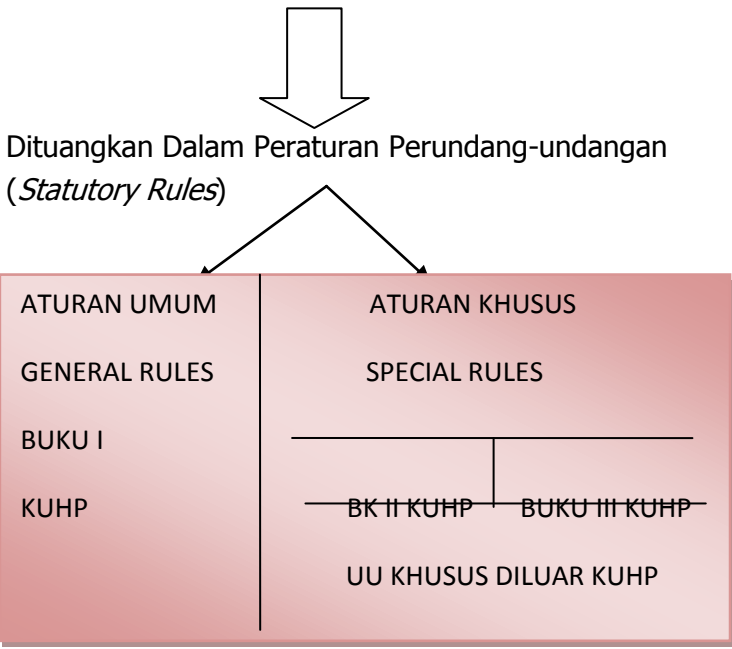 Dituangkan Dalam Peraturan Perundang-undangan
(Statutory Rules)
ATURAN UMUM
GENERAL RULES
BUKU I
KUHP
ATURAN KHUSUS
SPECIAL RULES
BK II KUHP BUKU III KUHP
UU KHUSUS DILUAR KUHP